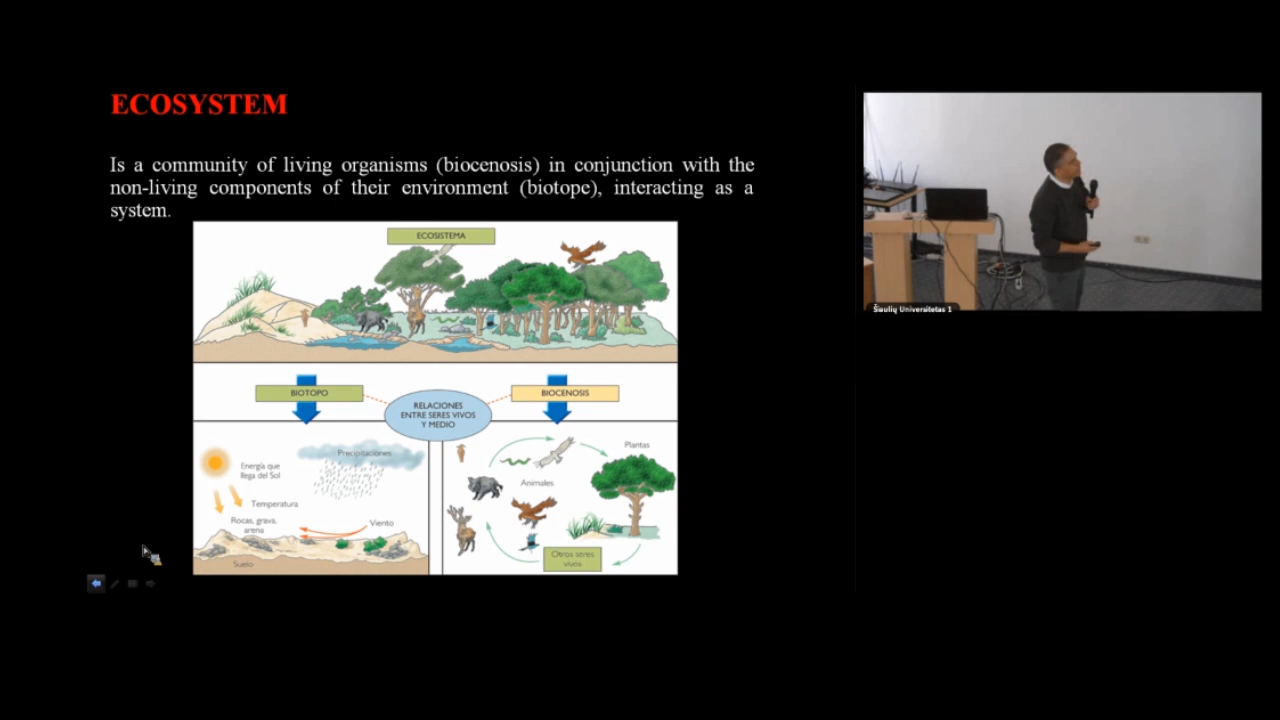 ECOSYSTEM
Is a community of living organisms (biocenosis) in conjunction with the
non-living components of their environment (biotope), interacting as a
system.
ECOSISTEMA
BIOTOPO
BIOCENOSIS
RELACIONES
ENTRE SERES VIVOS
Y MEDIO
Energía que
llega del Sol
Precipitaciones
Temperatura
Rocas, grava,
arena
Viento
Suelo
Plantas
Animales
Otros seres
vivos
Šiaulių Universitetas 1